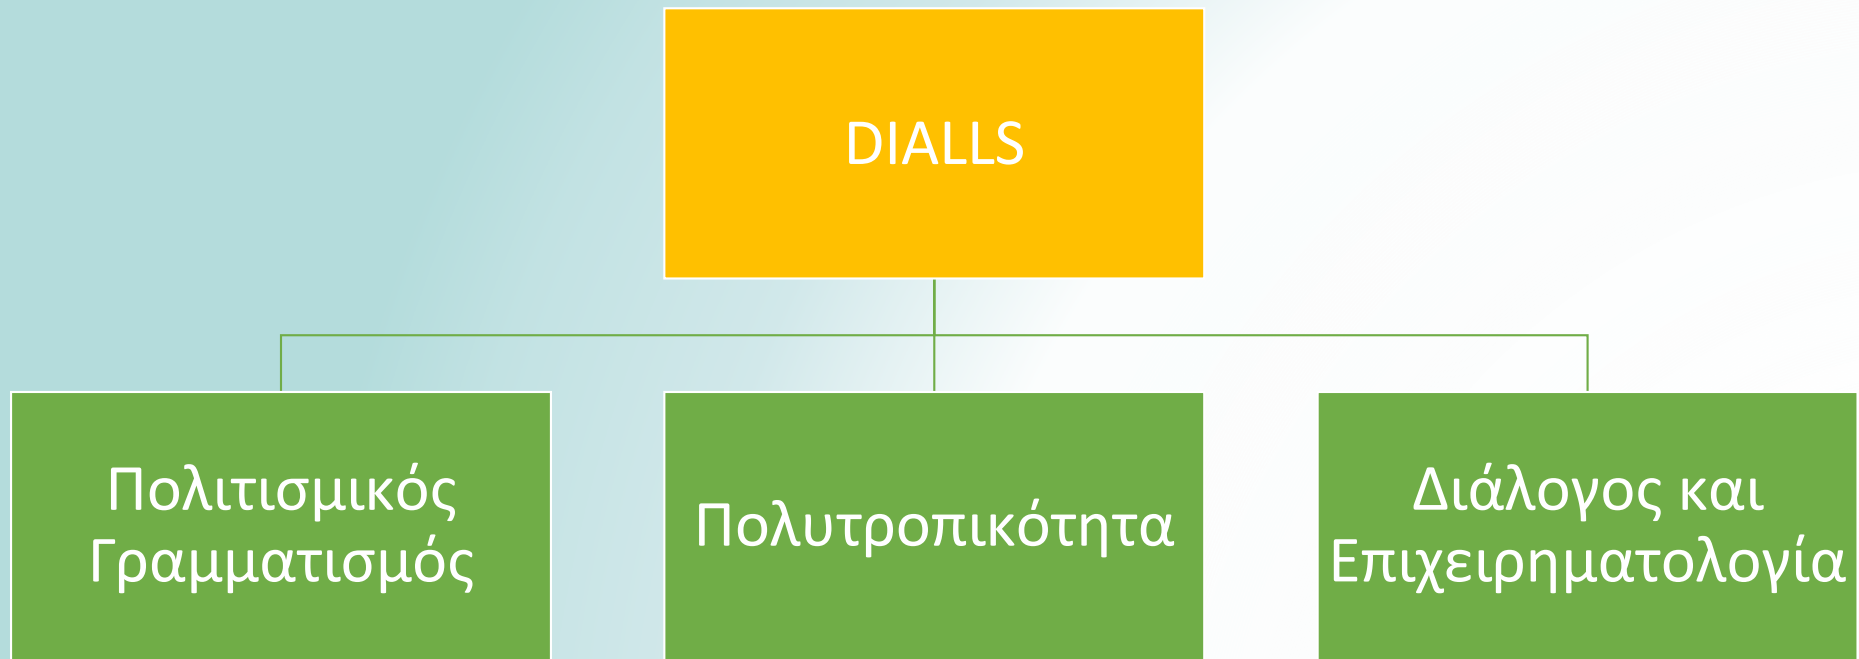 DIALLS
Πολιτισμικός
Γραμματισμός
Πολυτροπικότητα
Διάλογος και
Επιχειρηματολογία